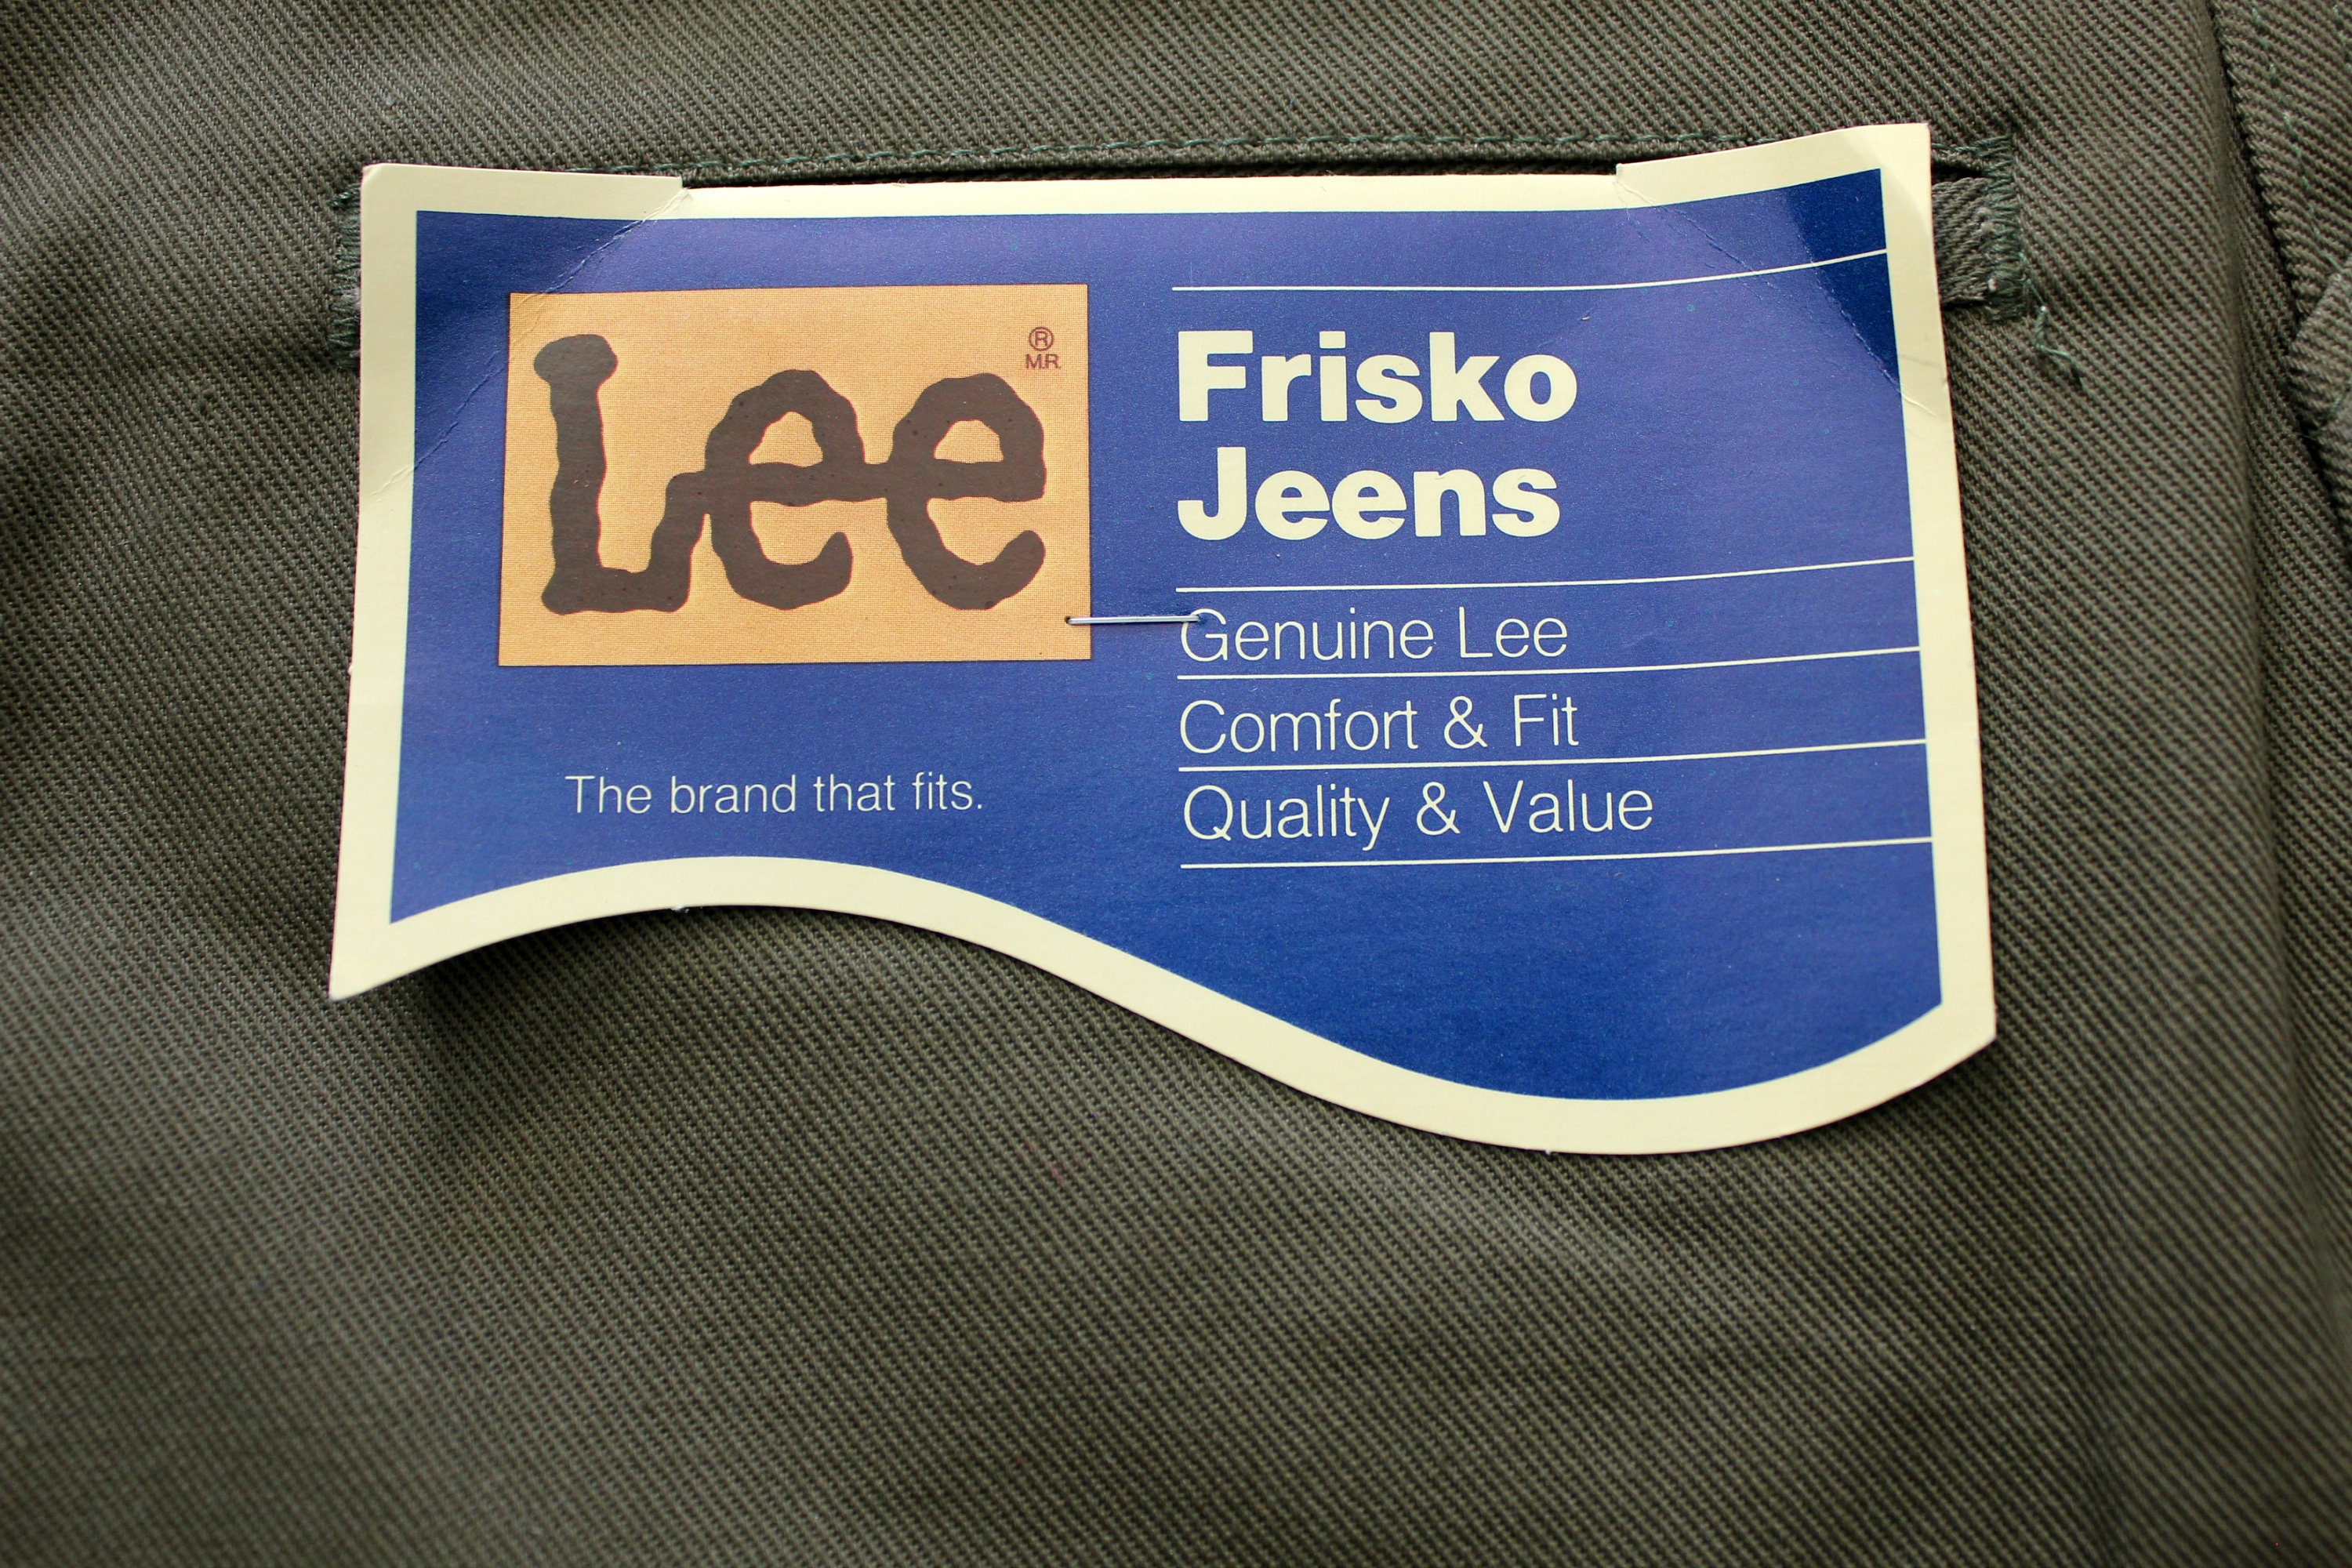 Lee
®
M.R.
The brand that fits.
Frisko
Jeens
Genuine Lee
Comfort & Fit
Quality & Value